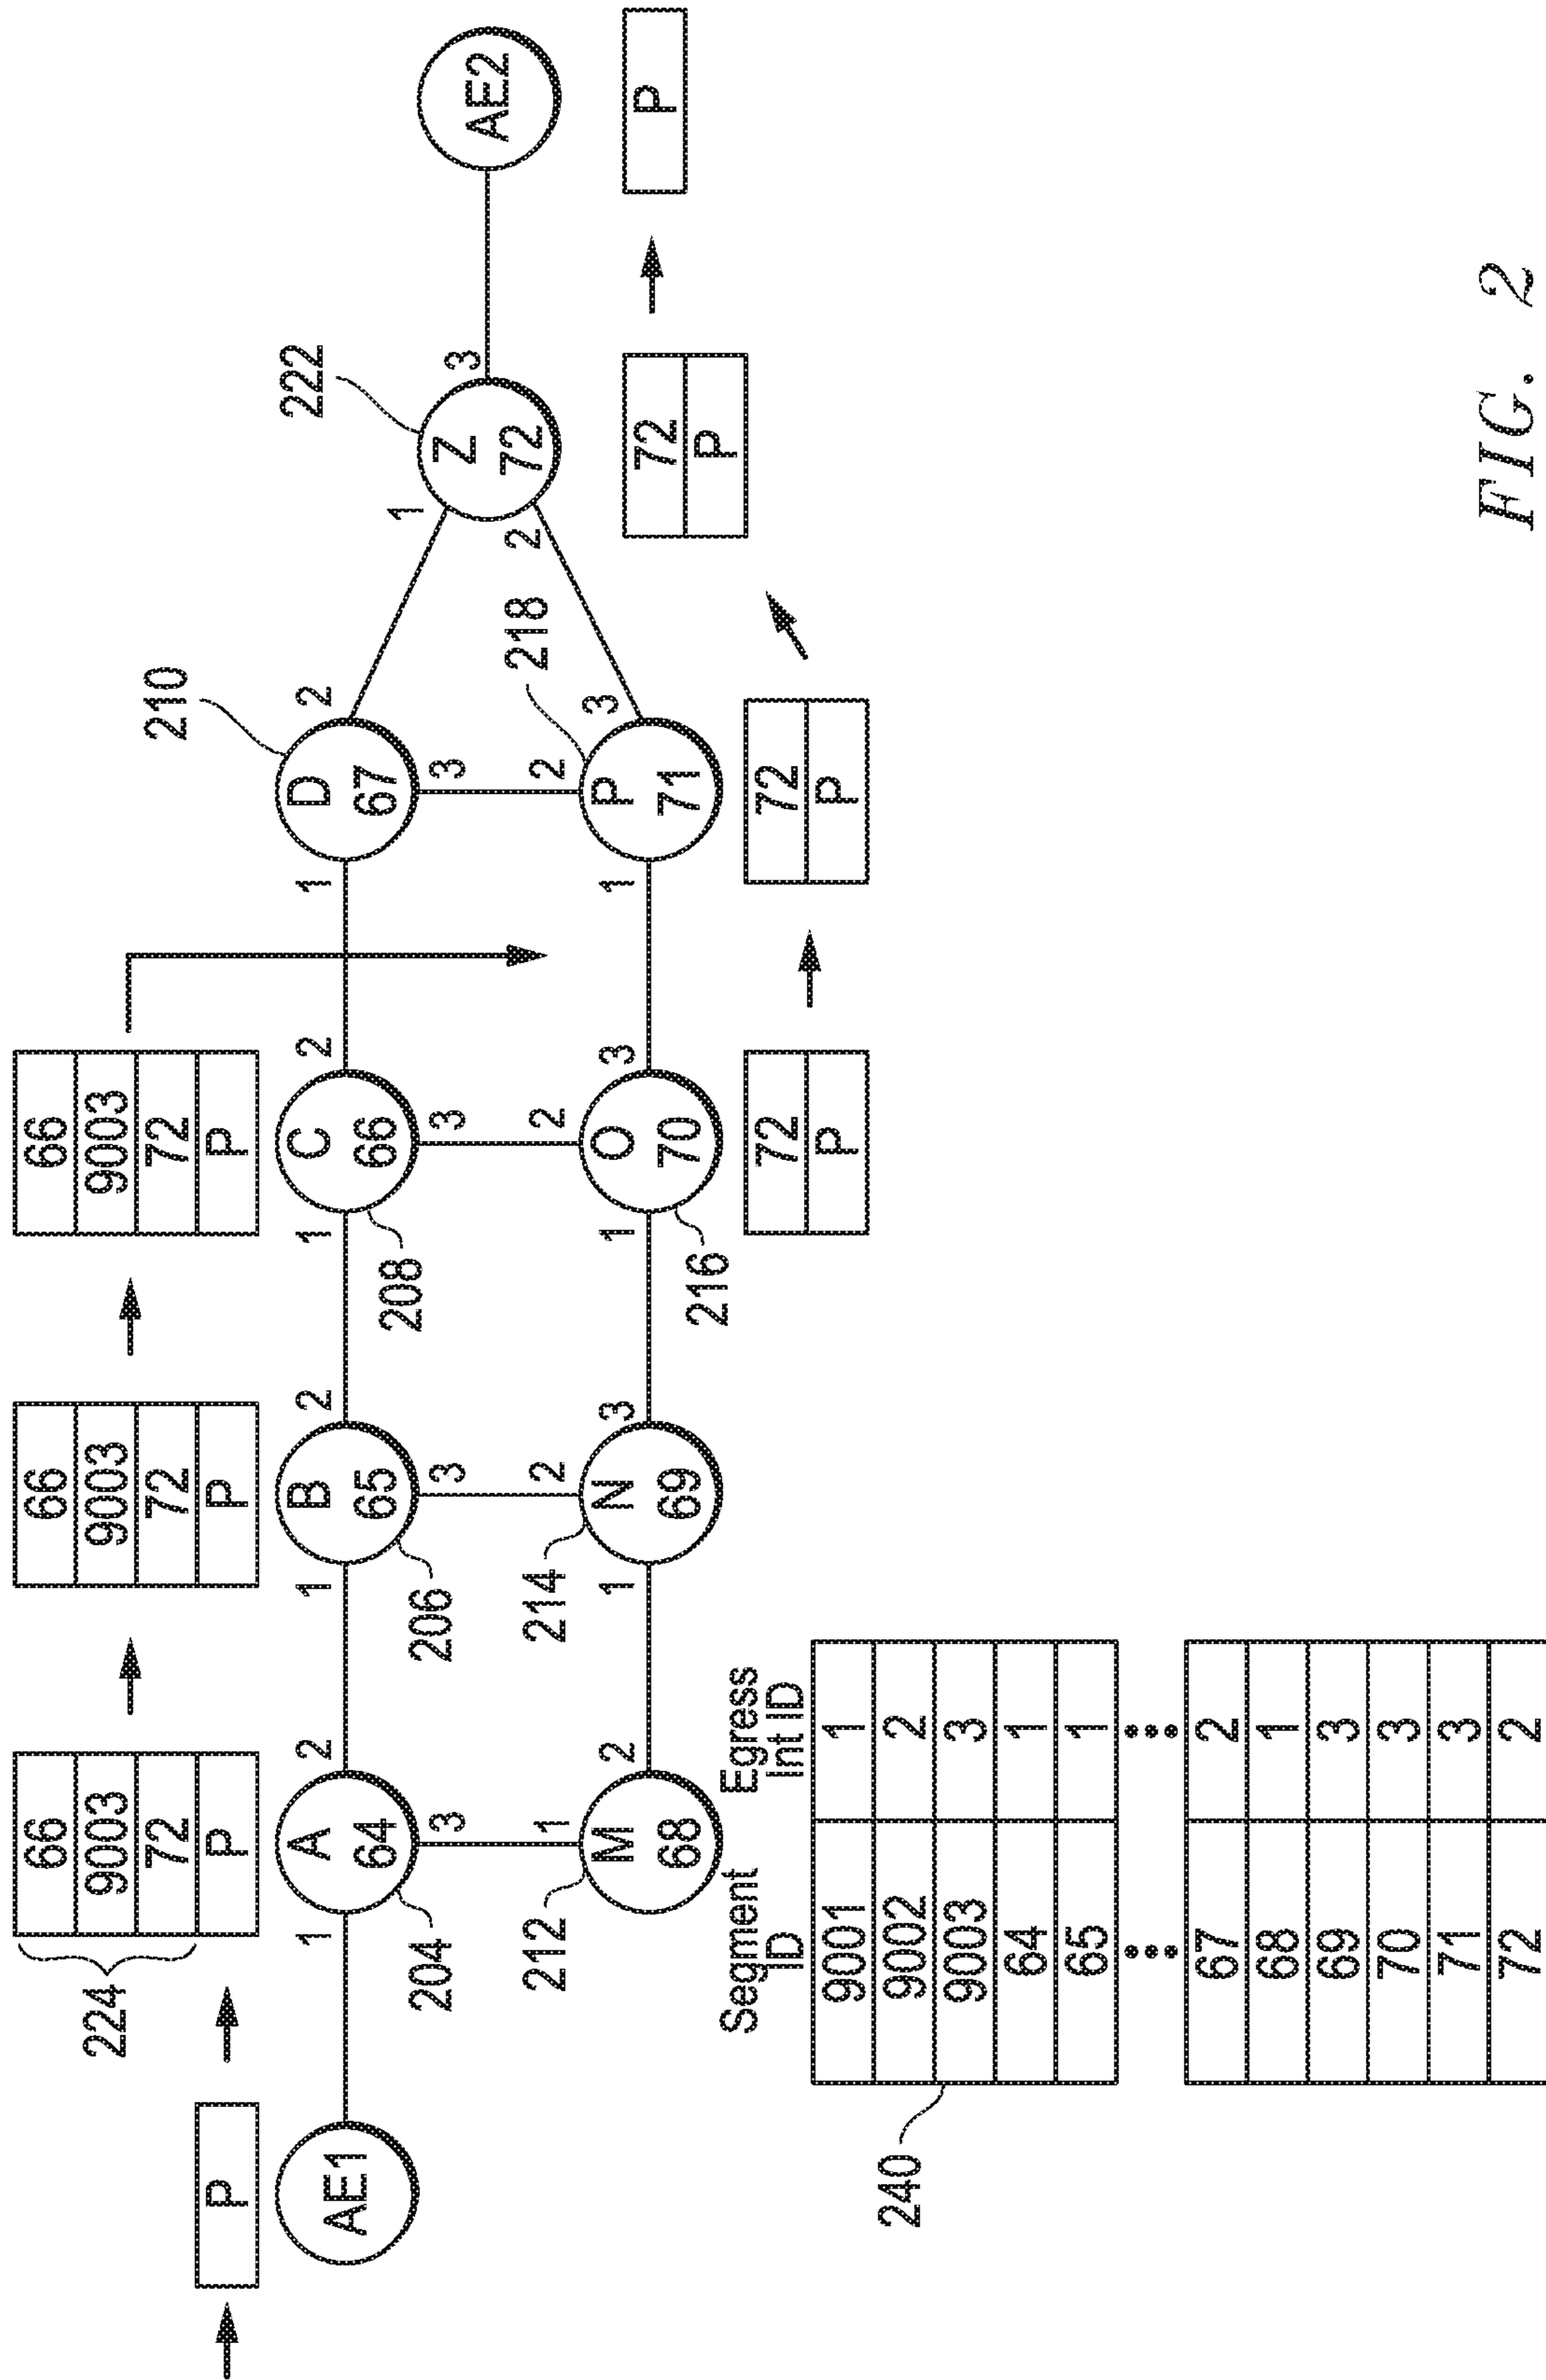 66 66 66
224 9003 9003 9003
72 72 72 210
P P P P
222
1 2 1 2 1 2 1 2
AE1 A B C D
64 65 66 67
204 206 208 1
3 3 3 3
Z 3 AE2
72
214 218 2
2 2 2
212 1
1 2 1 3 1 3 1 3
M N O P
68 69 70 71
216
72 P
P
Segment ID Egress Int ID
72 72
P P
240
9001 1
9002 2
9003 3
64 1
65 1
67 2
68 1
69 3
70 3
71 3
72 2
FIG. 2